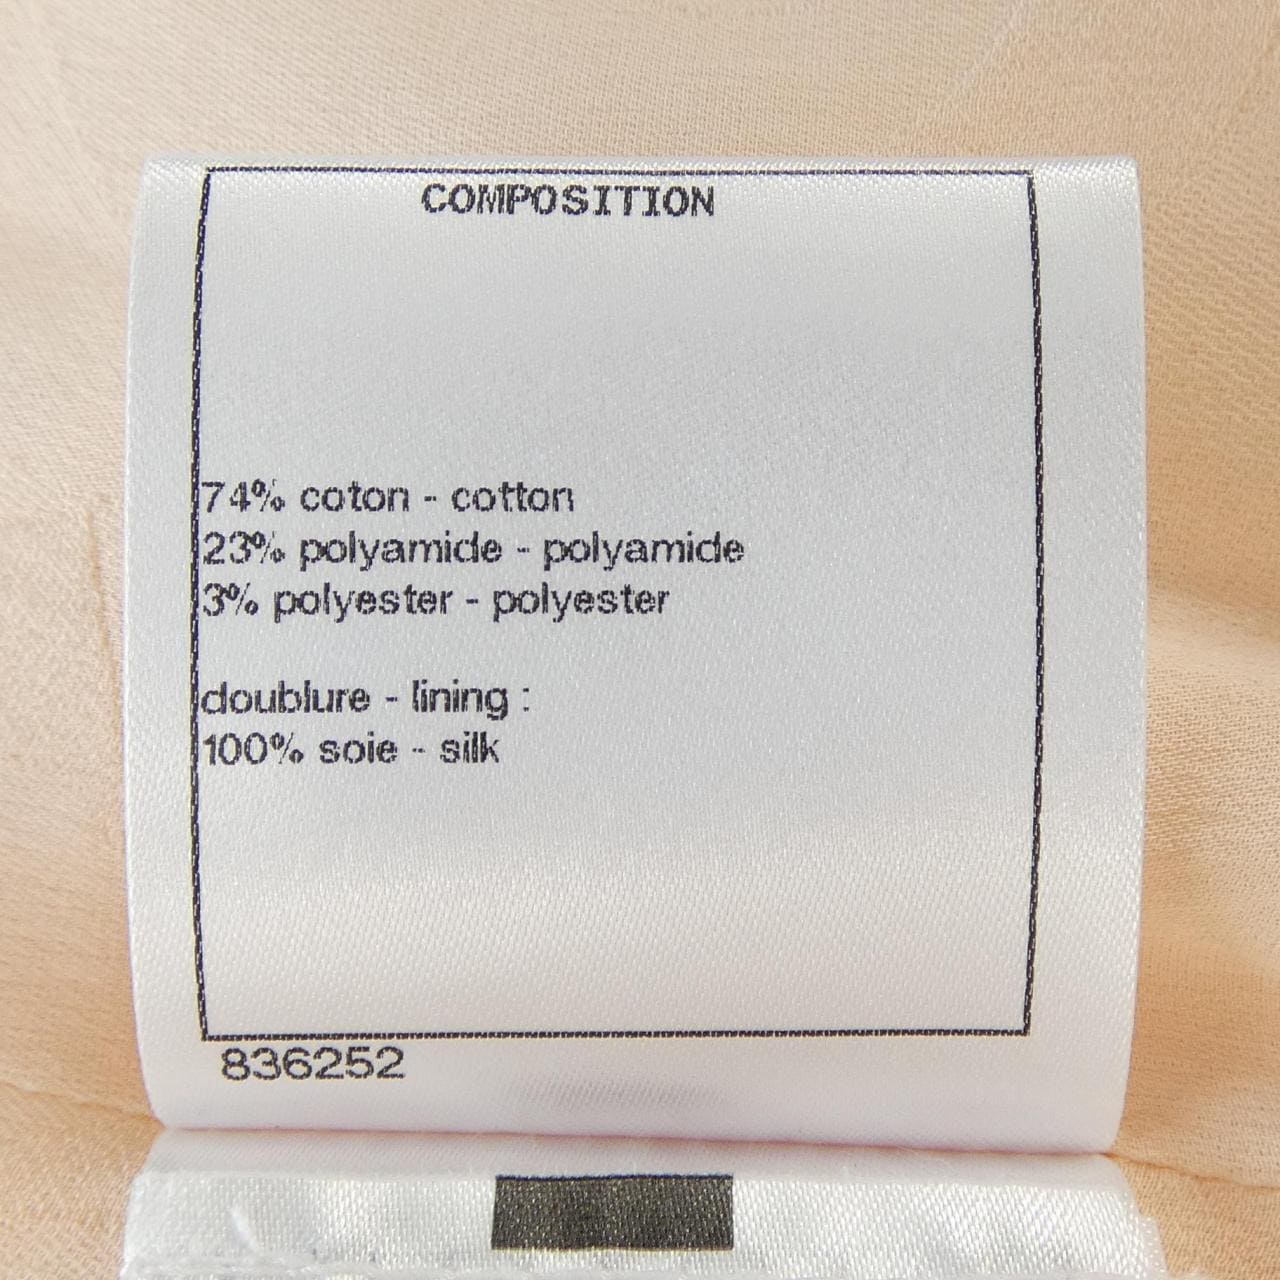 COMPOSITION
74% coton - cotton
23% polyamide - polyamide
3% polyester - polyester
doublure - lining :
100% soie - silk
836252